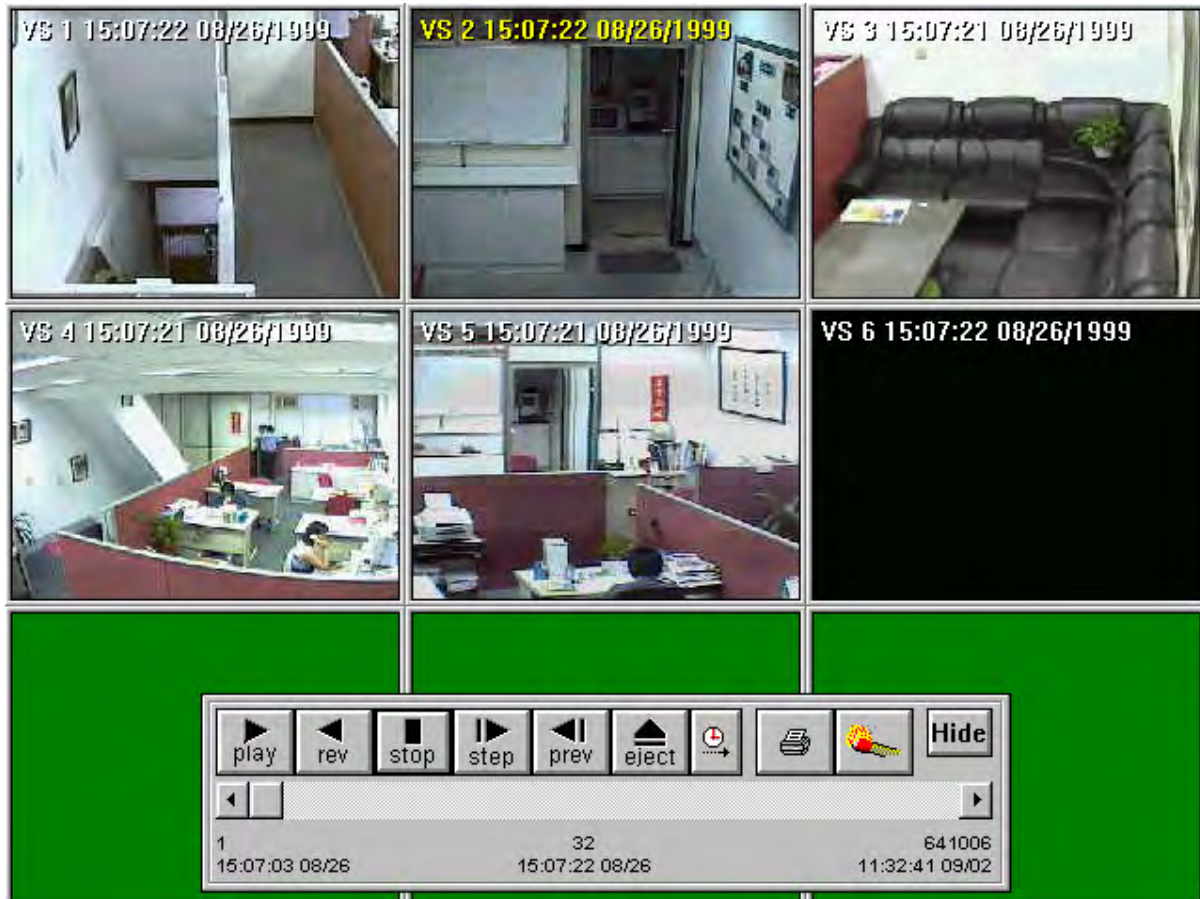 VS 1 15:07:22 08/26/1999
VS 2 15:07:22 08/26/1999
VS 3 15:07:21 08/26/1999
VS 4 15:07:21 08/26/1999
VS 5 15:07:21 08/26/1999
VS 6 15:07:22 08/26/1999
play
rev
stop
step
prev
eject
Hide
1
32
641006
15:07:03 08/26
15:07:22 08/26
11:32:41 09/02